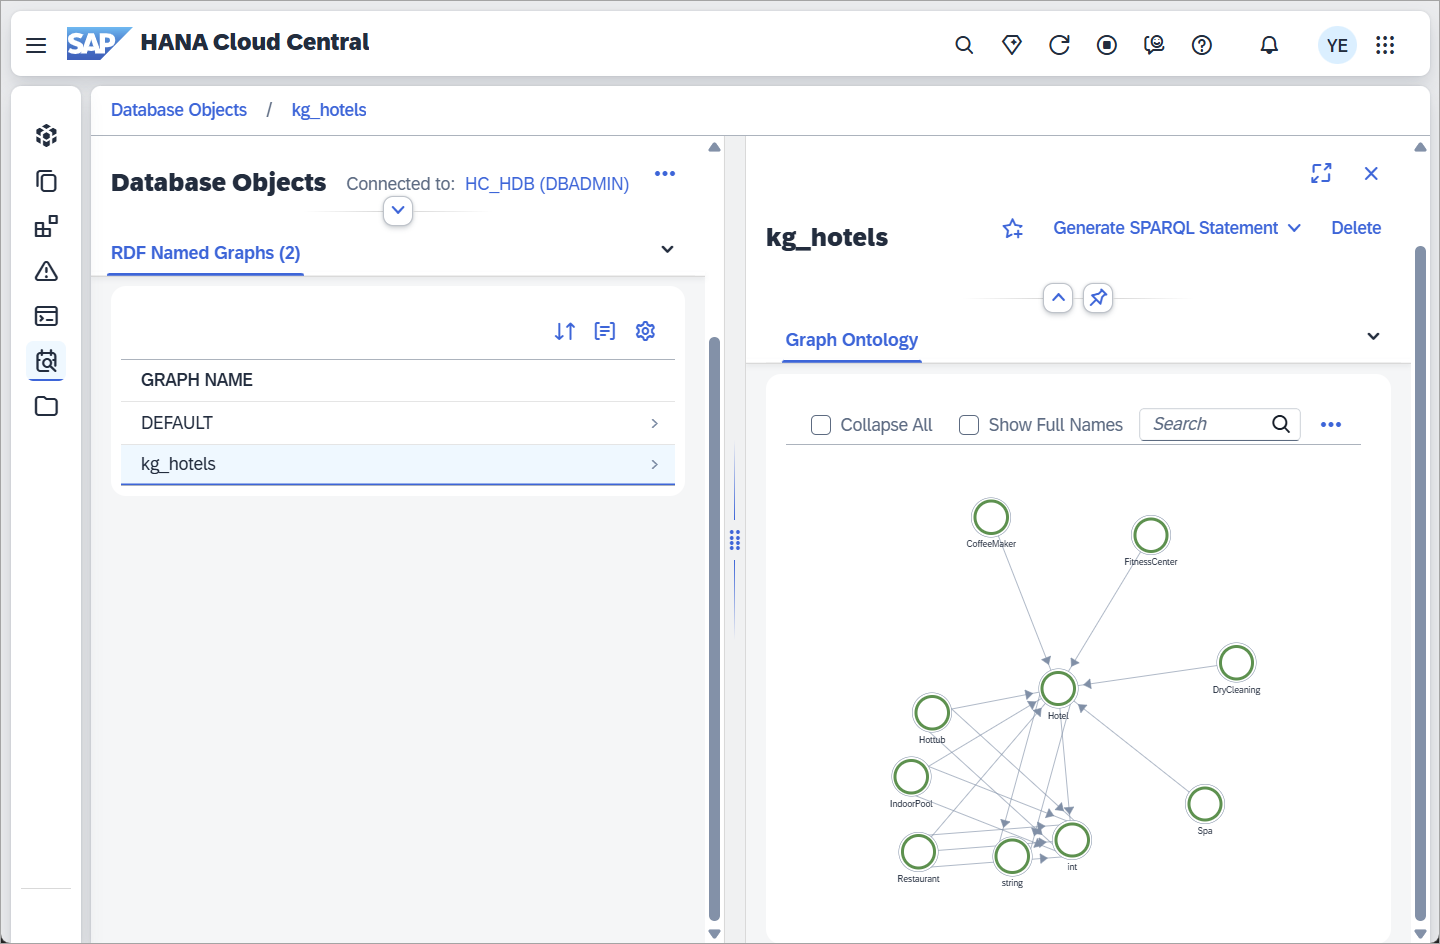 SAP HANA Cloud Central
YE
Database Objects / kg_hotels
Database Objects Connected to: HC_HDB (DBADMIN)
RDF Named Graphs (2)
GRAPH NAME
DEFAULT
kg_hotels
kg_hotels
Generate SPARQL Statement
Delete
Graph Ontology
Collapse All
Show Full Names
Search
CoffeeMaker
FitnessCenter
DryCleaning
Hotel
Hottub
IndoorPool
Spa
Restaurant
string
int